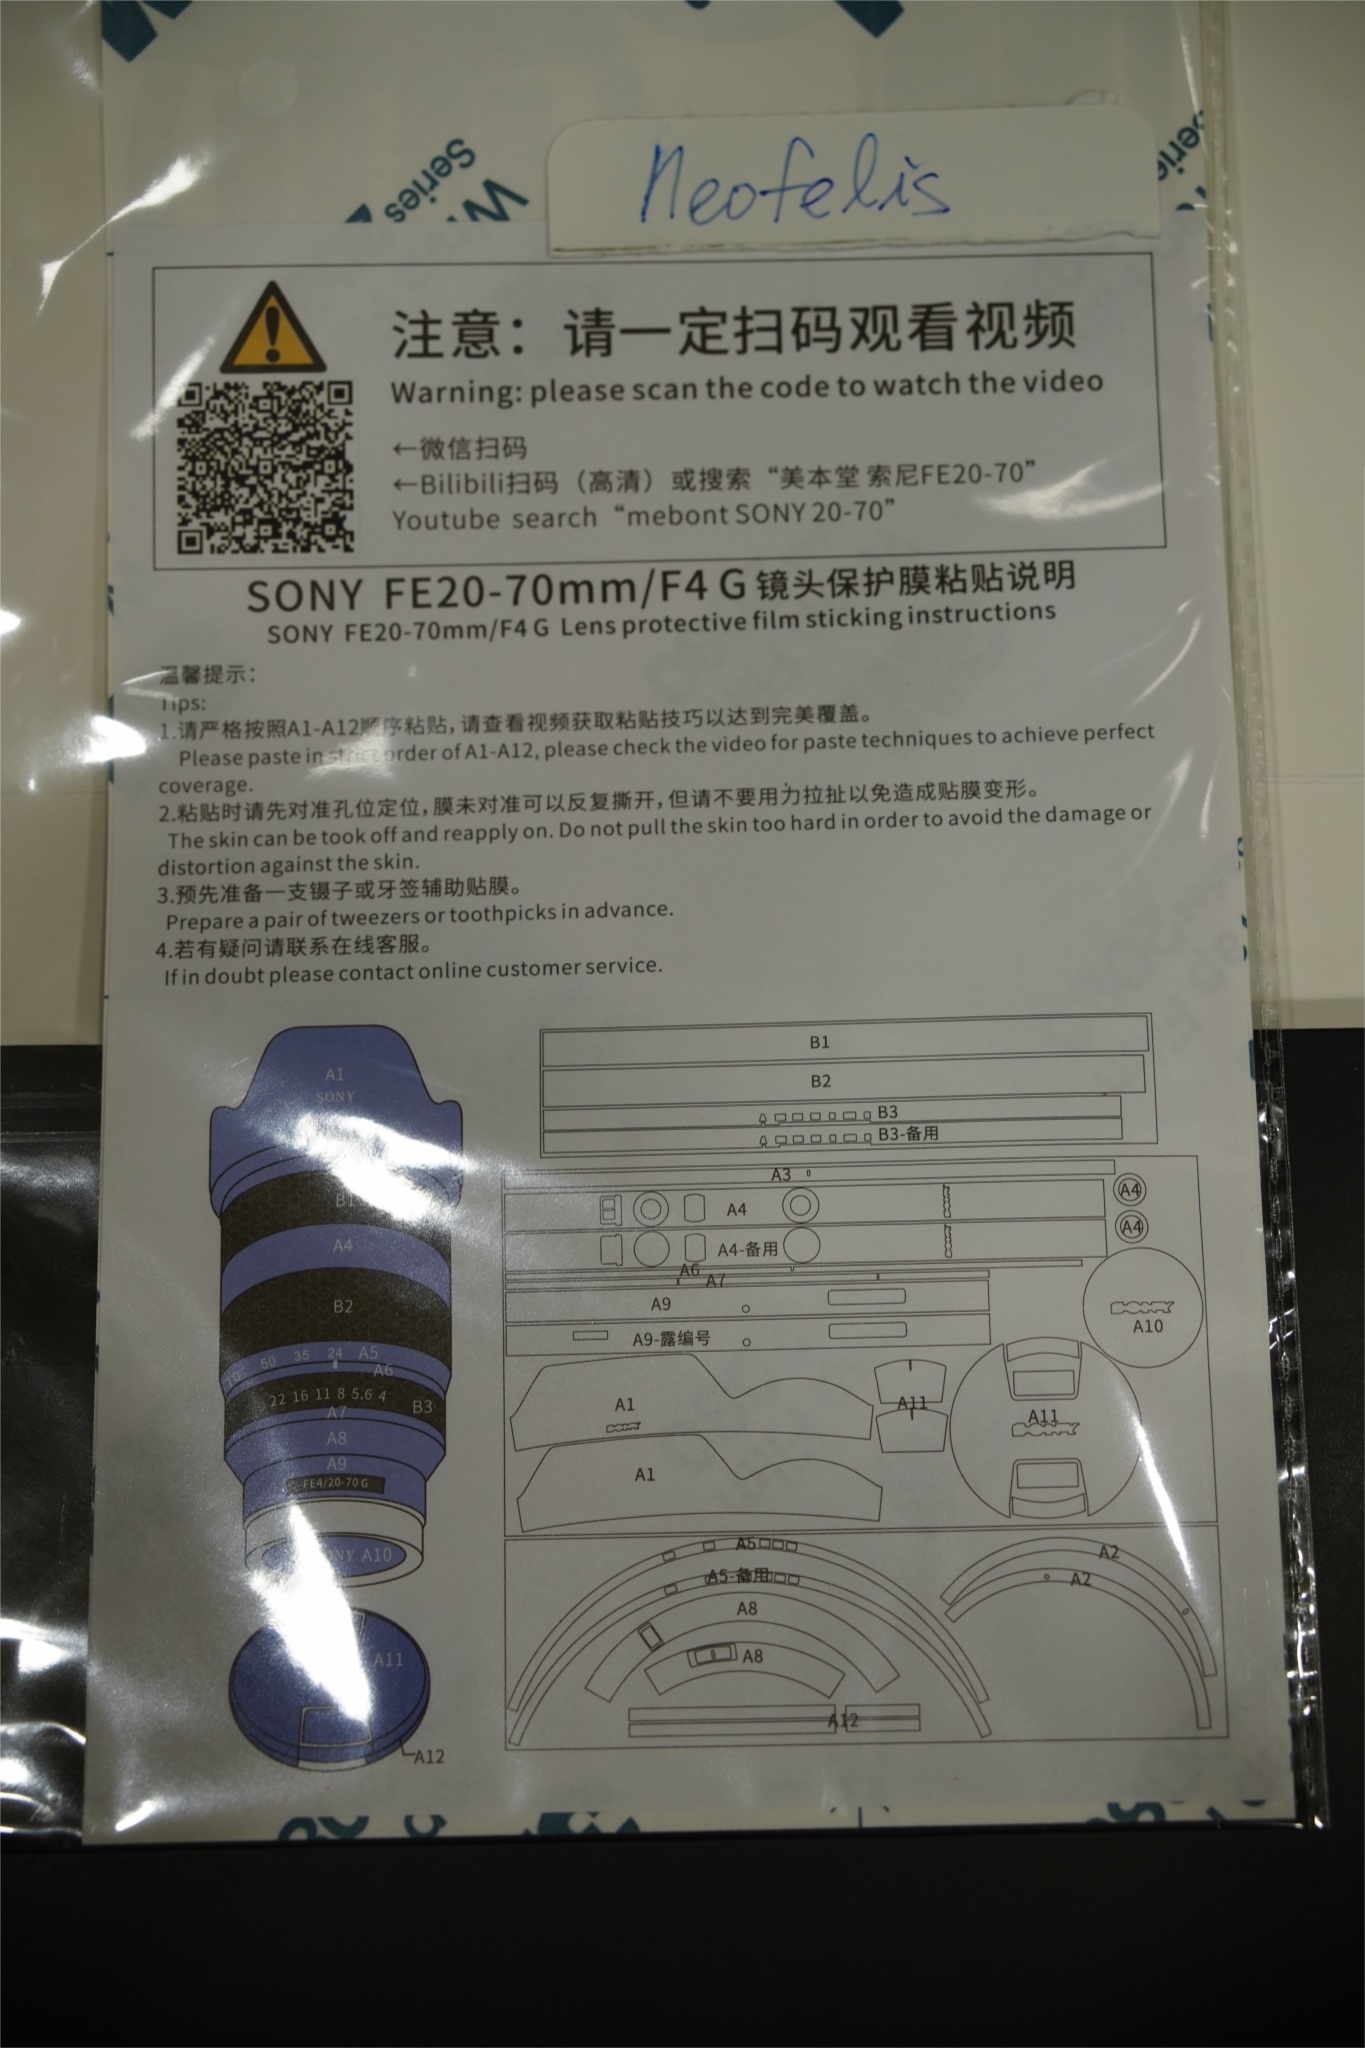 Series
Neofelis
注意：请一定扫码观看视频
Warning: please scan the code to watch the video
←微信扫码
←Bilibili扫码（高清）或搜索“美本堂 索尼FE20-70”
Youtube search “mebont SONY 20-70”
SONY FE20-70mm/F4 G 镜头保护膜粘贴说明
SONY FE20-70mm/F4 G Lens protective film sticking instructions
温馨提示：
Tips:
1.请严格按照A1-A12顺序粘贴，请查看视频获取粘贴技巧以达到完美覆盖。
Please paste in strict order of A1-A12, please check the video for paste techniques to achieve perfect
coverage.
2.粘贴时请先对准孔位定位，膜未对准可以反复撕开，但请不要用力拉扯以免造成贴膜变形。
The skin can be took off and reapply on. Do not pull the skin too hard in order to avoid the damage or
distortion against the skin.
3.预先准备一支镊子或牙签辅助贴膜。
Prepare a pair of tweezers or toothpicks in advance.
4.若有疑问请联系在线客服。
If in doubt please contact online customer service.
A1
SONY
B1
A4
B2
50 35 24 A5
A6
22 16 11 8 5.6 4
B3
A7
A8
A9
FE4/20-70 G
SONY A10
A11
A12
B1
B2
B3
B3-备用
A3
A4
A4
A4-备用
A4
A6
A7
A9
A9-露编号
SONY
A10
A1
SONY
A11
A11
SONY
A1
A5
A5-备用
A8
A8
A12
A2
A2